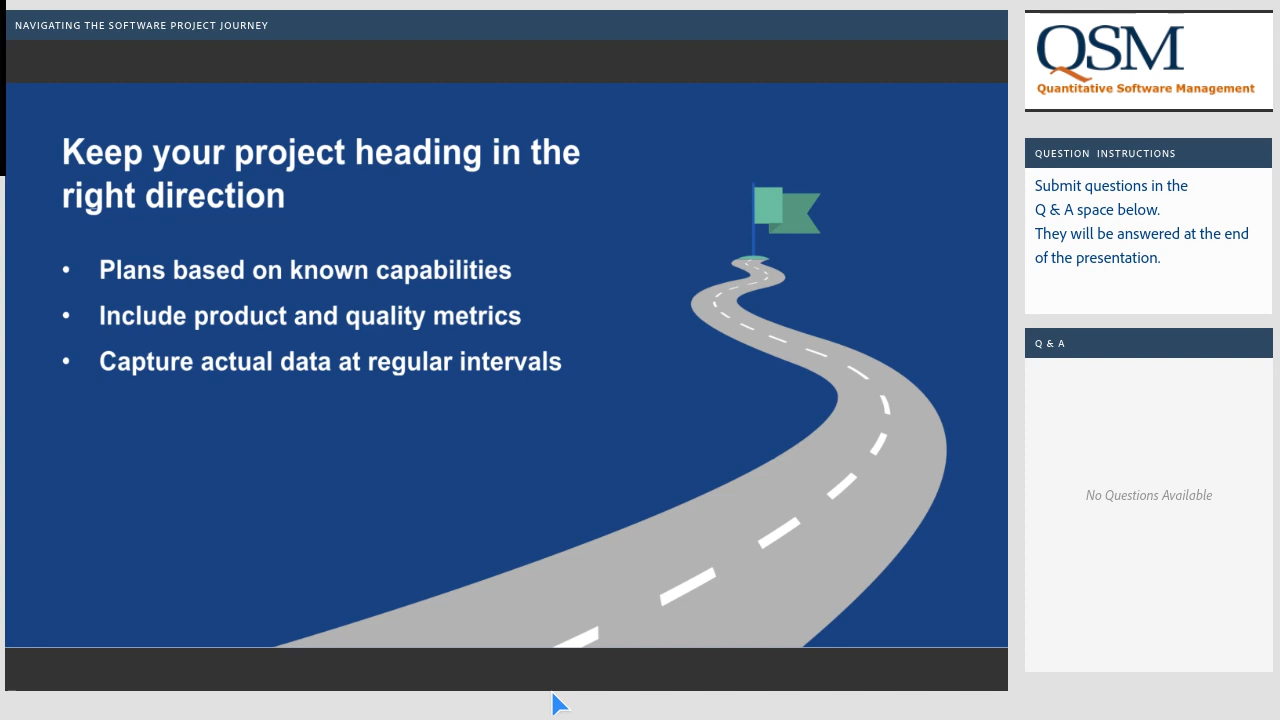 NAVIGATING THE SOFTWARE PROJECT JOURNEY
Keep your project heading in the
right direction
• Plans based on known capabilities
• Include product and quality metrics
• Capture actual data at regular intervals
QSM
Quantitative Software Management
QUESTION INSTRUCTIONS
Submit questions in the
Q & A space below.
They will be answered at the end
of the presentation.
Q & A
No Questions Available